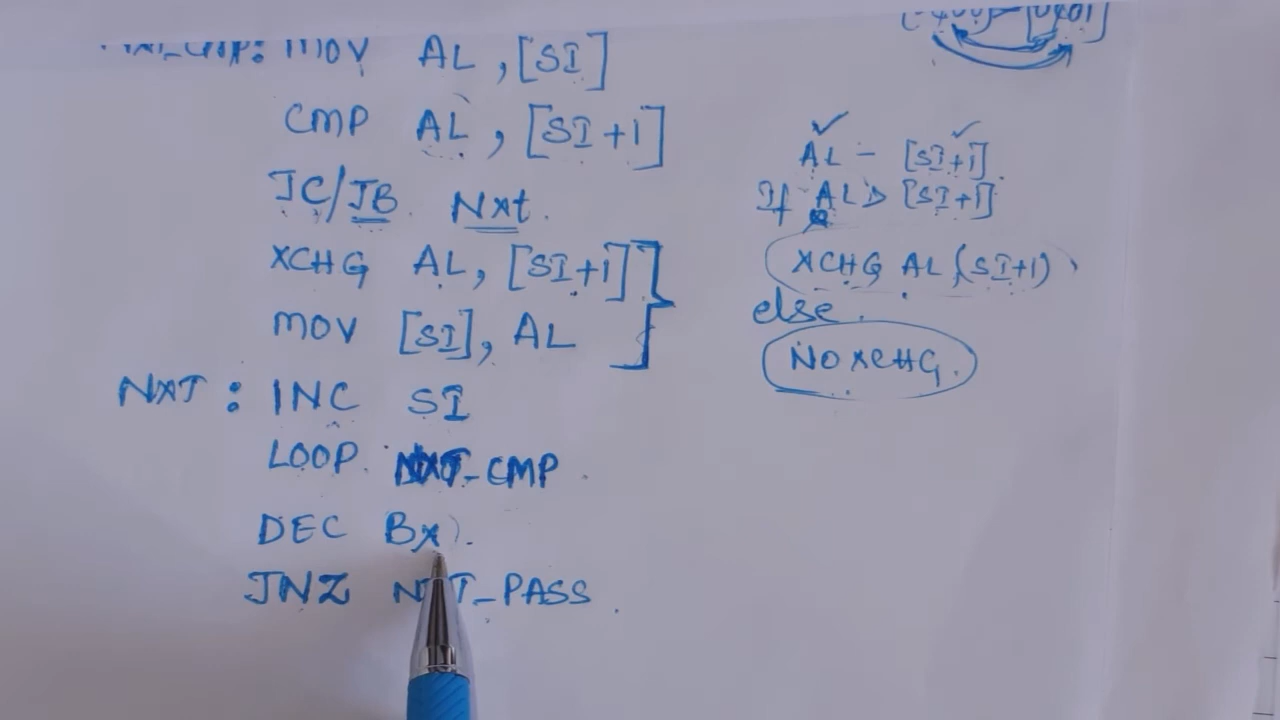 MOV AL, [SI]
CMP AL, [SI+1]
JC/JB Nxt.
XCHG AL, [SI+1]
MOV [SI], AL
NXT : INC SI
LOOP NXT_CMP
DEC BX
JNZ NXT_PASS
AL - [SI+1]
If AL > [SI+1]
XCHG AL, (SI+1)
else.
NO XCHG.